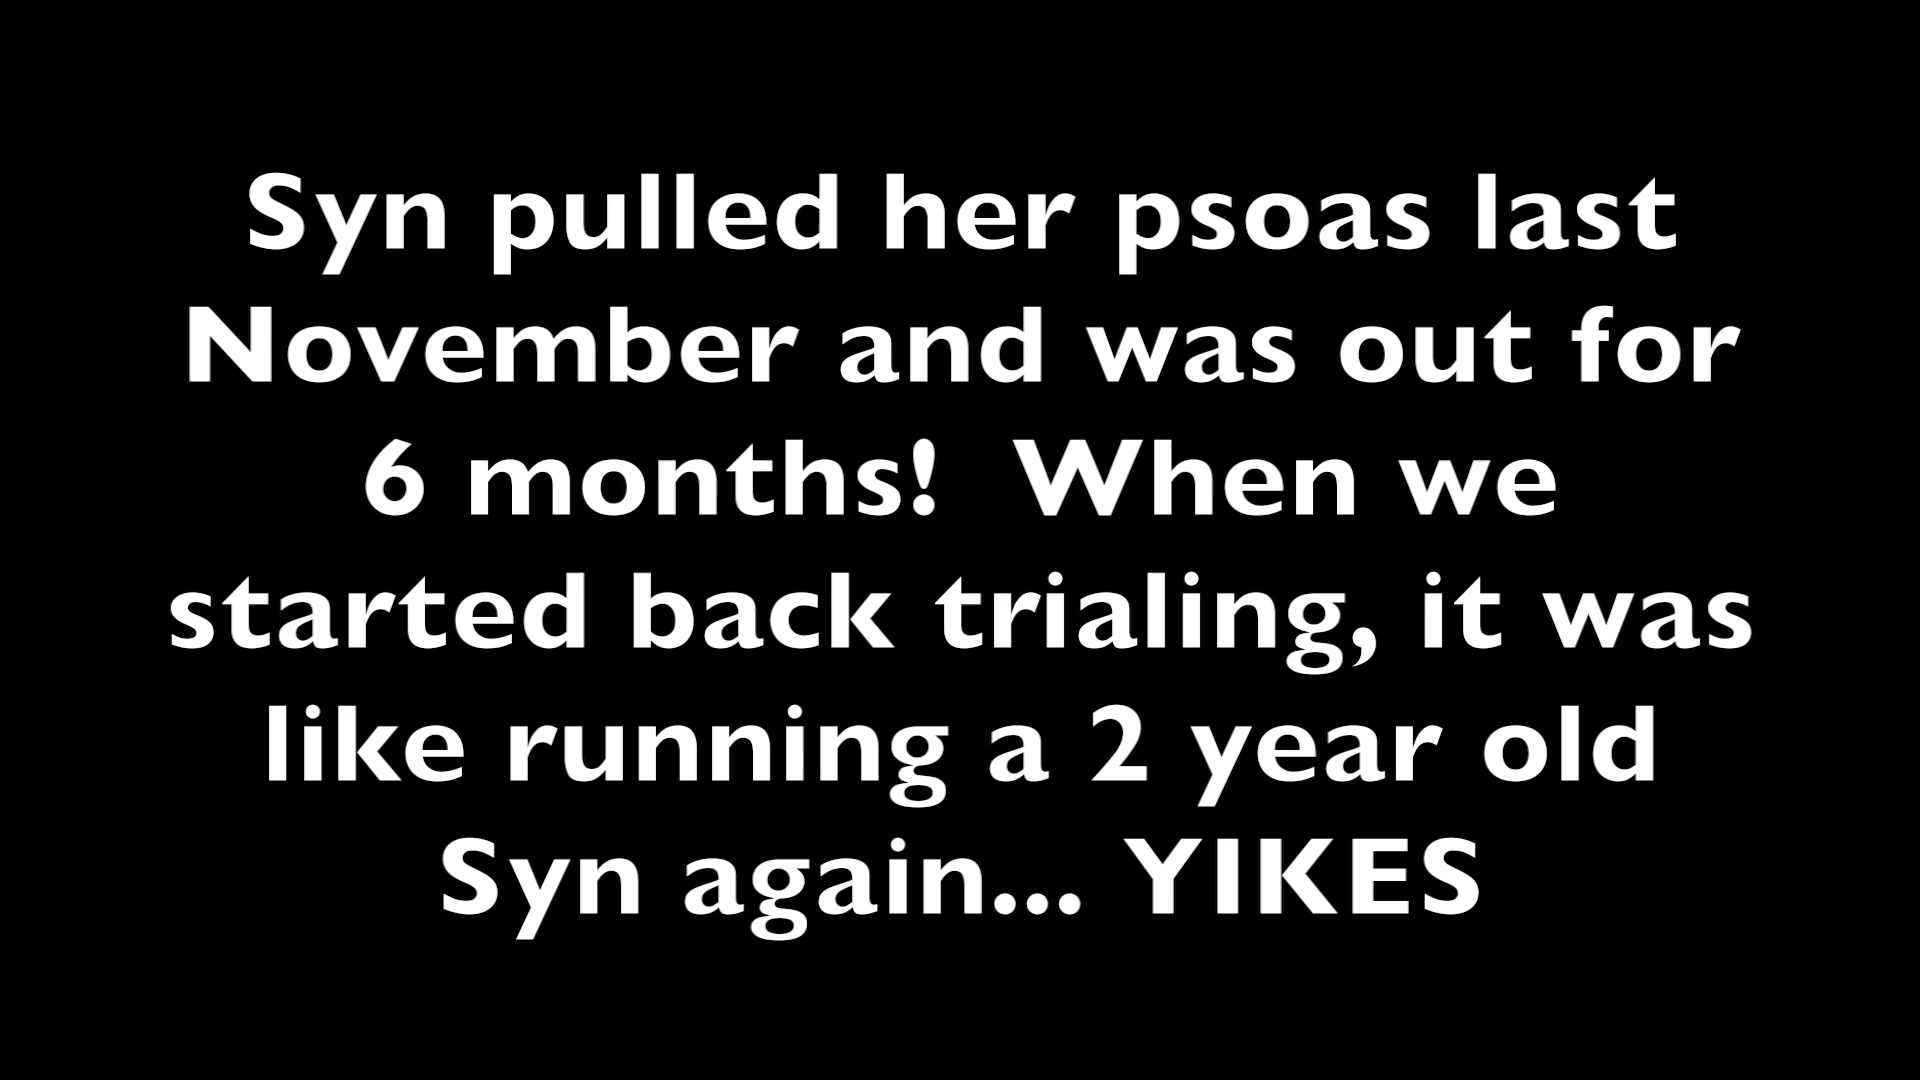 Syn pulled her psoas last
November and was out for
6 months!  When we
started back trialing, it was
like running a 2 year old
Syn again... YIKES